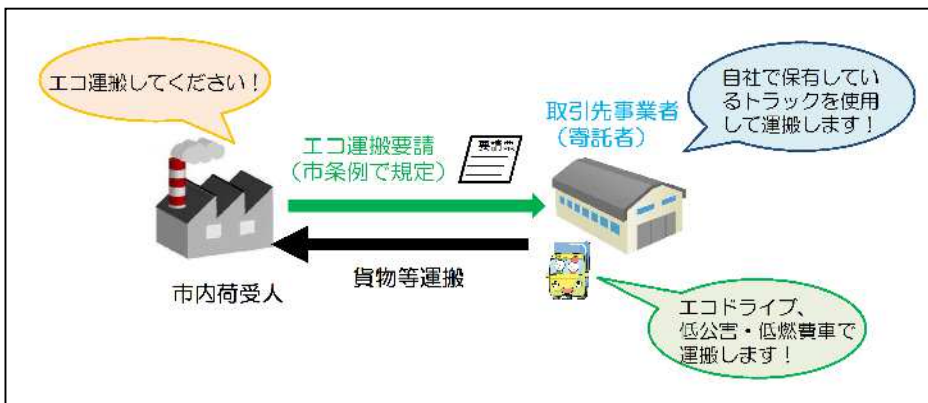 エコ運搬してください！
自社で保有してい
るトラックを使用
して運搬します！
取引先事業者
（寄託者）
エコ運搬要請
（市条例で規定）
要請票
貨物等運搬
市内荷受人
エコドライブ、
低公害・低燃費車で
運搬します！